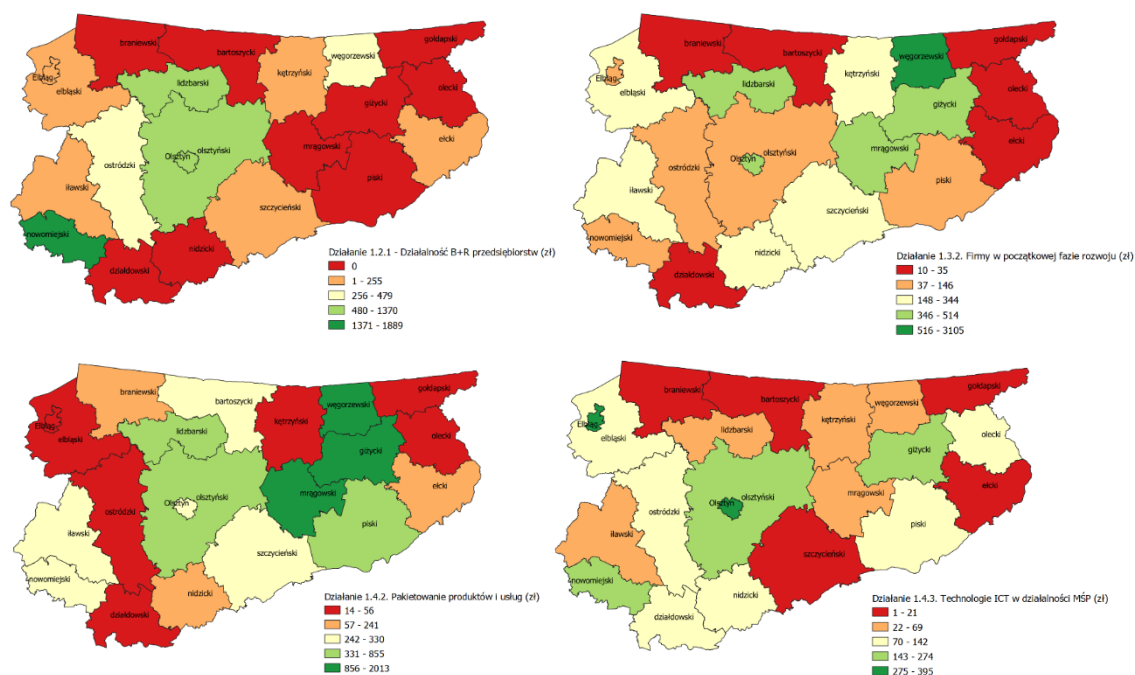 braniewski
bartoszycki
gołdapski
węgorzewski
Elbląg
elbląski
lidzbarski
kętrzyński
olecki
giżycki
ostródzki
Olsztyn
olsztyński
mrągowski
ełcki
iławski
piski
szczycieński
nowomiejski
nidzicki
działdowski
Działanie 1.2.1 - Działalność B+R przedsiębiorstw (zł)
0
1 - 255
256 - 479
480 - 1370
1371 - 1889
braniewski
bartoszycki
gołdapski
węgorzewski
Elbląg
elbląski
lidzbarski
kętrzyński
olecki
giżycki
ostródzki
Olsztyn
olsztyński
mrągowski
ełcki
iławski
piski
szczycieński
nowomiejski
nidzicki
działdowski
Działanie 1.3.2. Firmy w początkowej fazie rozwoju (zł)
10 - 35
37 - 146
148 - 344
346 - 514
516 - 3105
braniewski
bartoszycki
gołdapski
węgorzewski
Elbląg
elbląski
lidzbarski
kętrzyński
olecki
giżycki
ostródzki
Olsztyn
olsztyński
mrągowski
ełcki
iławski
piski
szczycieński
nowomiejski
nidzicki
działdowski
Działanie 1.4.2. Pakietowanie produktów i usług (zł)
14 - 56
57 - 241
242 - 330
331 - 855
856 - 2013
braniewski
bartoszycki
gołdapski
węgorzewski
Elbląg
elbląski
lidzbarski
kętrzyński
olecki
giżycki
ostródzki
Olsztyn
olsztyński
mrągowski
ełcki
iławski
piski
szczycieński
nowomiejski
nidzicki
działdowski
Działanie 1.4.3. Technologie ICT w działalności MŚP (zł)
1 - 21
22 - 69
70 - 142
143 - 274
275 - 395